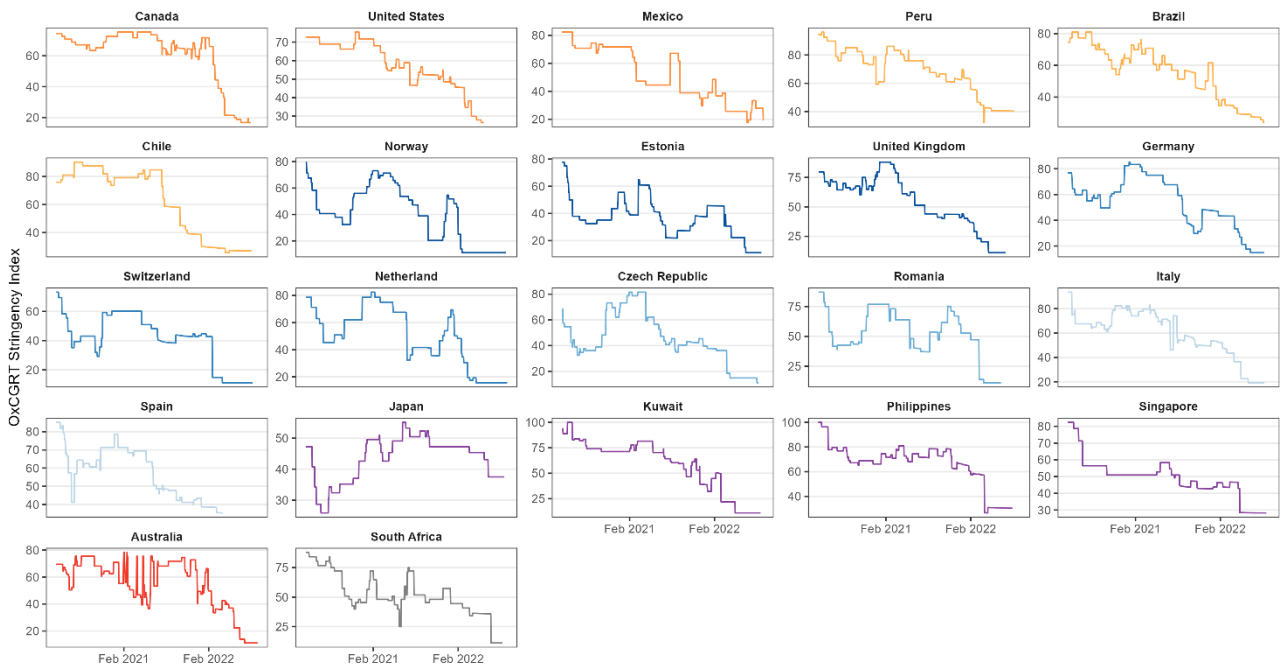 Canada
United States
Mexico
Peru
Brazil
60
40
20
70
60
50
40
30
80
60
40
20
80
60
40
80
60
40
Chile
Norway
Estonia
United Kingdom
Germany
80
60
40
80
60
40
20
80
60
40
20
75
50
25
80
60
40
20
Switzerland
Netherland
Czech Republic
Romania
Italy
60
40
20
80
60
40
20
80
60
40
20
75
50
25
80
60
40
20
Spain
Japan
Kuwait
Philippines
Singapore
80
70
60
50
40
50
40
30
100
75
50
25
100
80
60
40
80
70
60
50
40
30
Feb 2021
Feb 2022
Feb 2021
Feb 2022
Feb 2021
Feb 2022
Australia
South Africa
80
60
40
20
75
50
25
Feb 2021
Feb 2022
Feb 2021
Feb 2022
OxCGRT Stringency Index